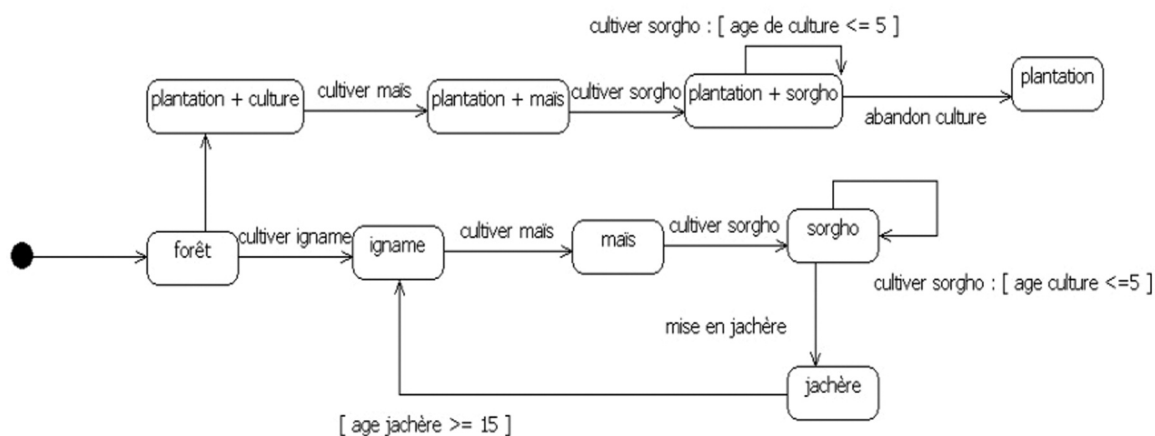 cultiver sorgho : [ age de culture <= 5 ]
plantation + culture
cultiver maïs
plantation + maïs
cultiver sorgho
plantation + sorgho
abandon culture
plantation
forêt
cultiver igname
igname
cultiver maïs
maïs
cultiver sorgho
sorgho
cultiver sorgho : [ age culture <=5 ]
mise en jachère
jachère
[ age jachère >= 15 ]